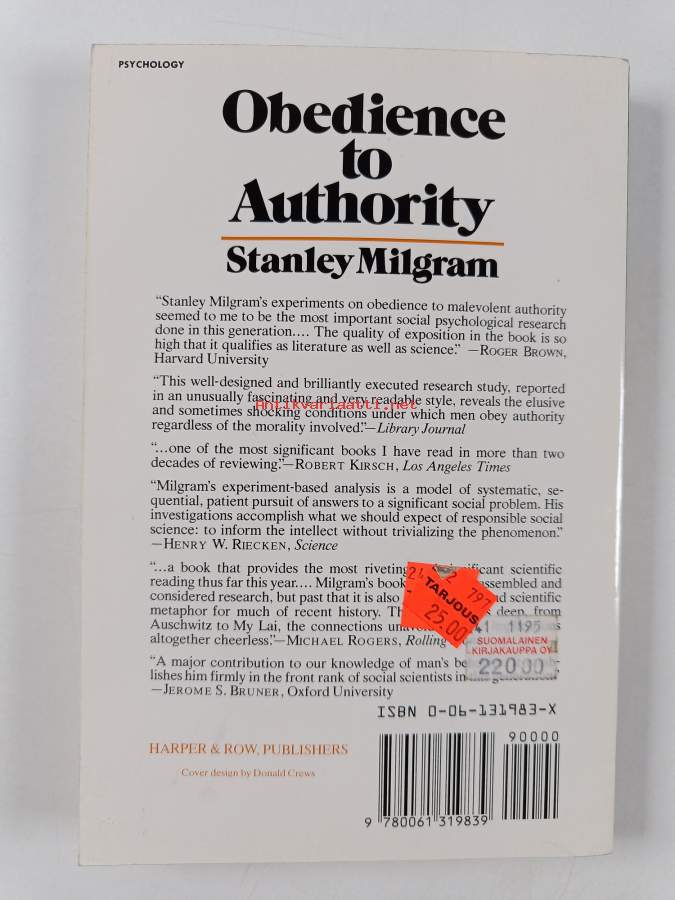 PSYCHOLOGY
Obedience
to
Authority
Stanley Milgram
“Stanley Milgram's experiments on obedience to malevolent authority
seemed to me to be the most important social psychological research
done in this generation.... The quality of exposition in the book is so
high that it qualifies as literature as well as science.” —ROGER BROWN,
Harvard University
“This well-designed and brilliantly executed research study, reported
in an unusually fascinating and very readable style, reveals the elusive
Antikvariaatti.net
and sometimes shocking conditions under which men obey authority
regardless of the morality involved.”—Library Journal
“...one of the most significant books I have read in more than two
decades of reviewing.”—ROBERT KIRSCH, Los Angeles Times
“Milgram's experiment-based analysis is a model of systematic, se-
quential, patient pursuit of answers to a significant social problem. His
investigations accomplish what we should expect of responsible social
science: to inform the intellect without trivializing the phenomenon.”
—HENRY W. RIECKEN, Science
“...a book that provides the most riveting scientific
reading thus far this year.... Milgram's book assembled and
considered research, but past that it is also scientific
metaphor for much of recent history. deep, from
Auschwitz to My Lai, the connections
altogether cheerless.”—MICHAEL ROGERS, Rolling
2 797
TARJOUS
25.00
1195
SUOMALAINEN
KIRJAKAUPPA OY
220 00
“A major contribution to our knowledge of man's
lishes him firmly in the front rank of social scientists in
—JEROME S. BRUNER, Oxford University
ISBN 0-06-131983-X
90000
HARPER & ROW, PUBLISHERS
Cover design by Donald Crews
9 780061 319839